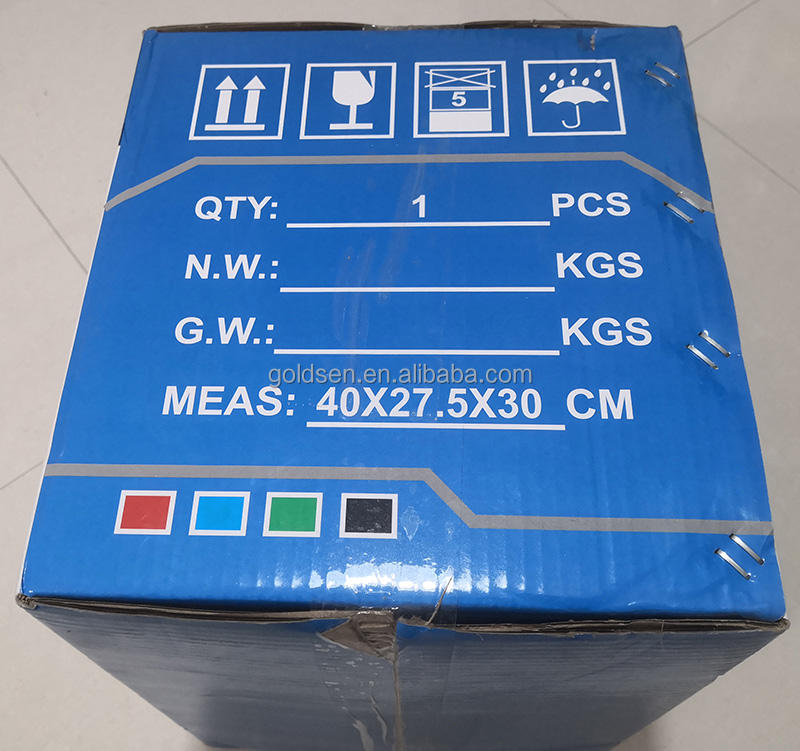 5
QTY: 1 PCS
N.W.: KGS
G.W.: KGS
goldsen.en.alibaba.com
MEAS: 40X27.5X30 CM